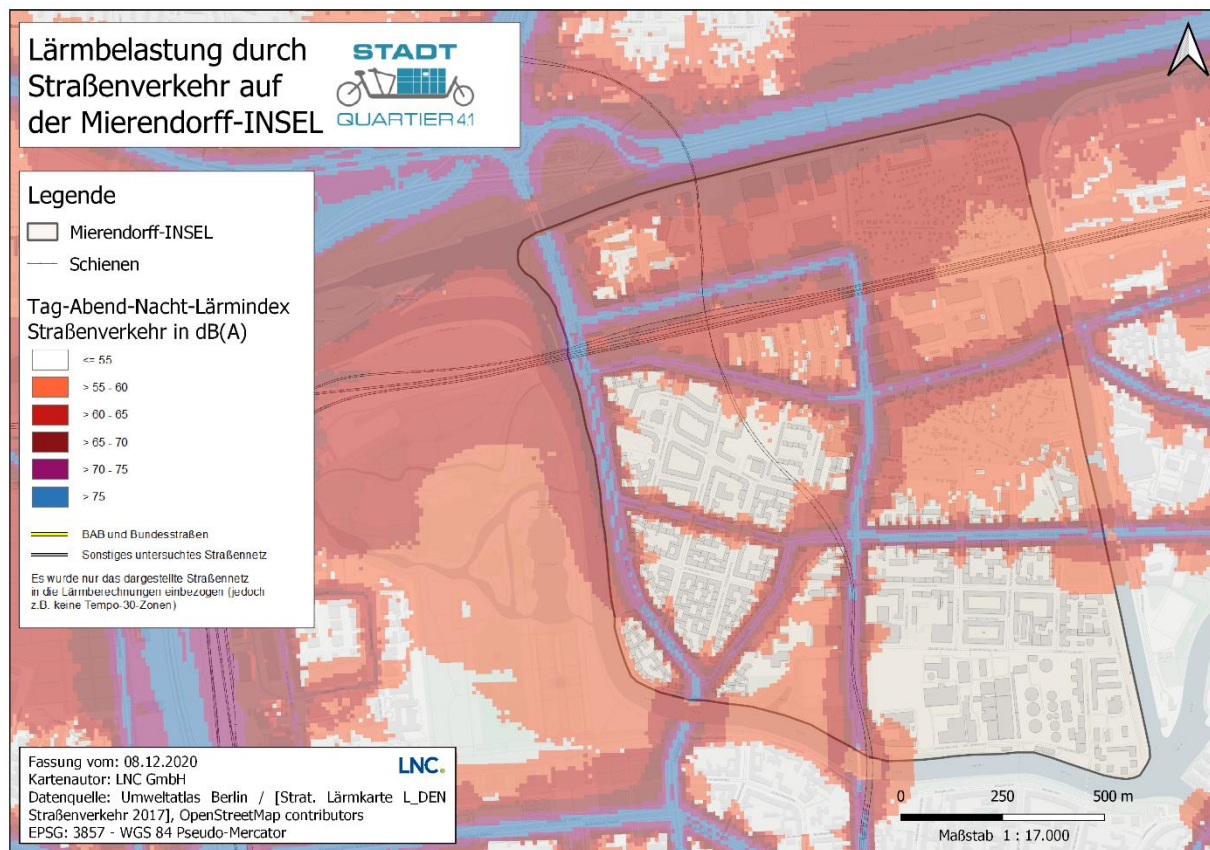 Lärmbelastung durch
Straßenverkehr auf
der Mierendorff-INSEL
STADT
QUARTIER 4.1
Legende
Mierendorff-INSEL
Schienen
Tag-Abend-Nacht-Lärmindex
Straßenverkehr in dB(A)
<= 55
> 55 - 60
> 60 - 65
> 65 - 70
> 70 - 75
> 75
BAB und Bundesstraßen
Sonstiges untersuchtes Straßennetz
Es wurde nur das dargestellte Straßennetz
in die Lärmberechnungen einbezogen (jedoch
z.B. keine Tempo-30-Zonen)
Fassung vom: 08.12.2020
Kartenautor: LNC GmbH
LNC.
Datenquelle: Umweltatlas Berlin / [Strat. Lärmkarte L_DEN
Straßenverkehr 2017], OpenStreetMap contributors
EPSG: 3857 - WGS 84 Pseudo-Mercator
0 250 500 m
Maßstab 1 : 17.000